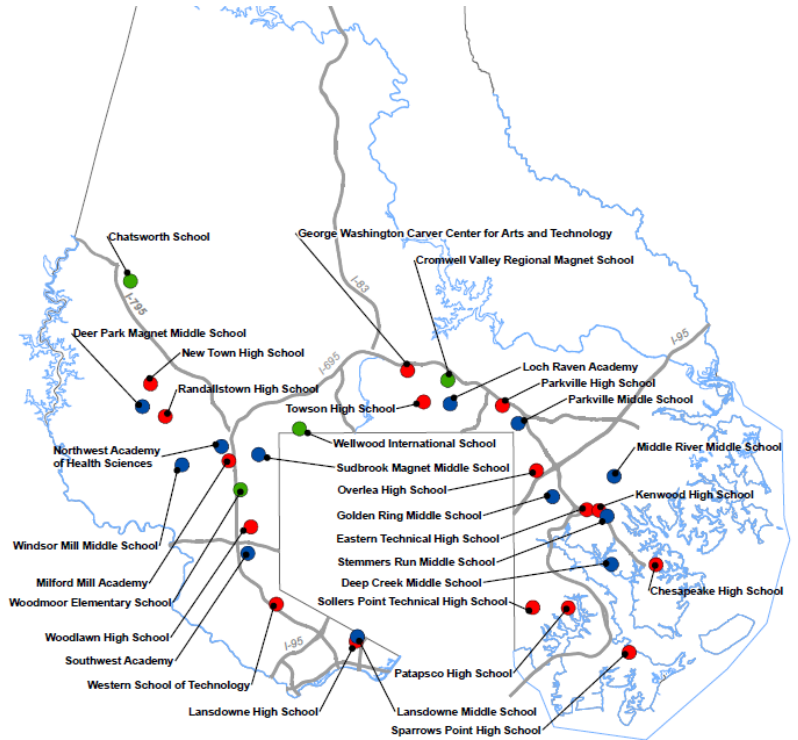 George Washington Carver Center for Arts and Technology
Chatsworth School
Cromwell Valley Regional Magnet School
I-83
I-795
I-95
Deer Park Magnet Middle School
New Town High School
I-695
Loch Raven Academy
Parkville High School
Randallstown High School
Parkville Middle School
Towson High School
Wellwood International School
Northwest Academy
of Health Sciences
Middle River Middle School
Sudbrook Magnet Middle School
Overlea High School
Kenwood High School
Golden Ring Middle School
Eastern Technical High School
Windsor Mill Middle School
Stemmers Run Middle School
Milford Mill Academy
Deep Creek Middle School
Chesapeake High School
Woodmoor Elementary School
Sollers Point Technical High School
Woodlawn High School
I-95
Southwest Academy
Patapsco High School
Western School of Technology
Lansdowne High School
Lansdowne Middle School
Sparrows Point High School